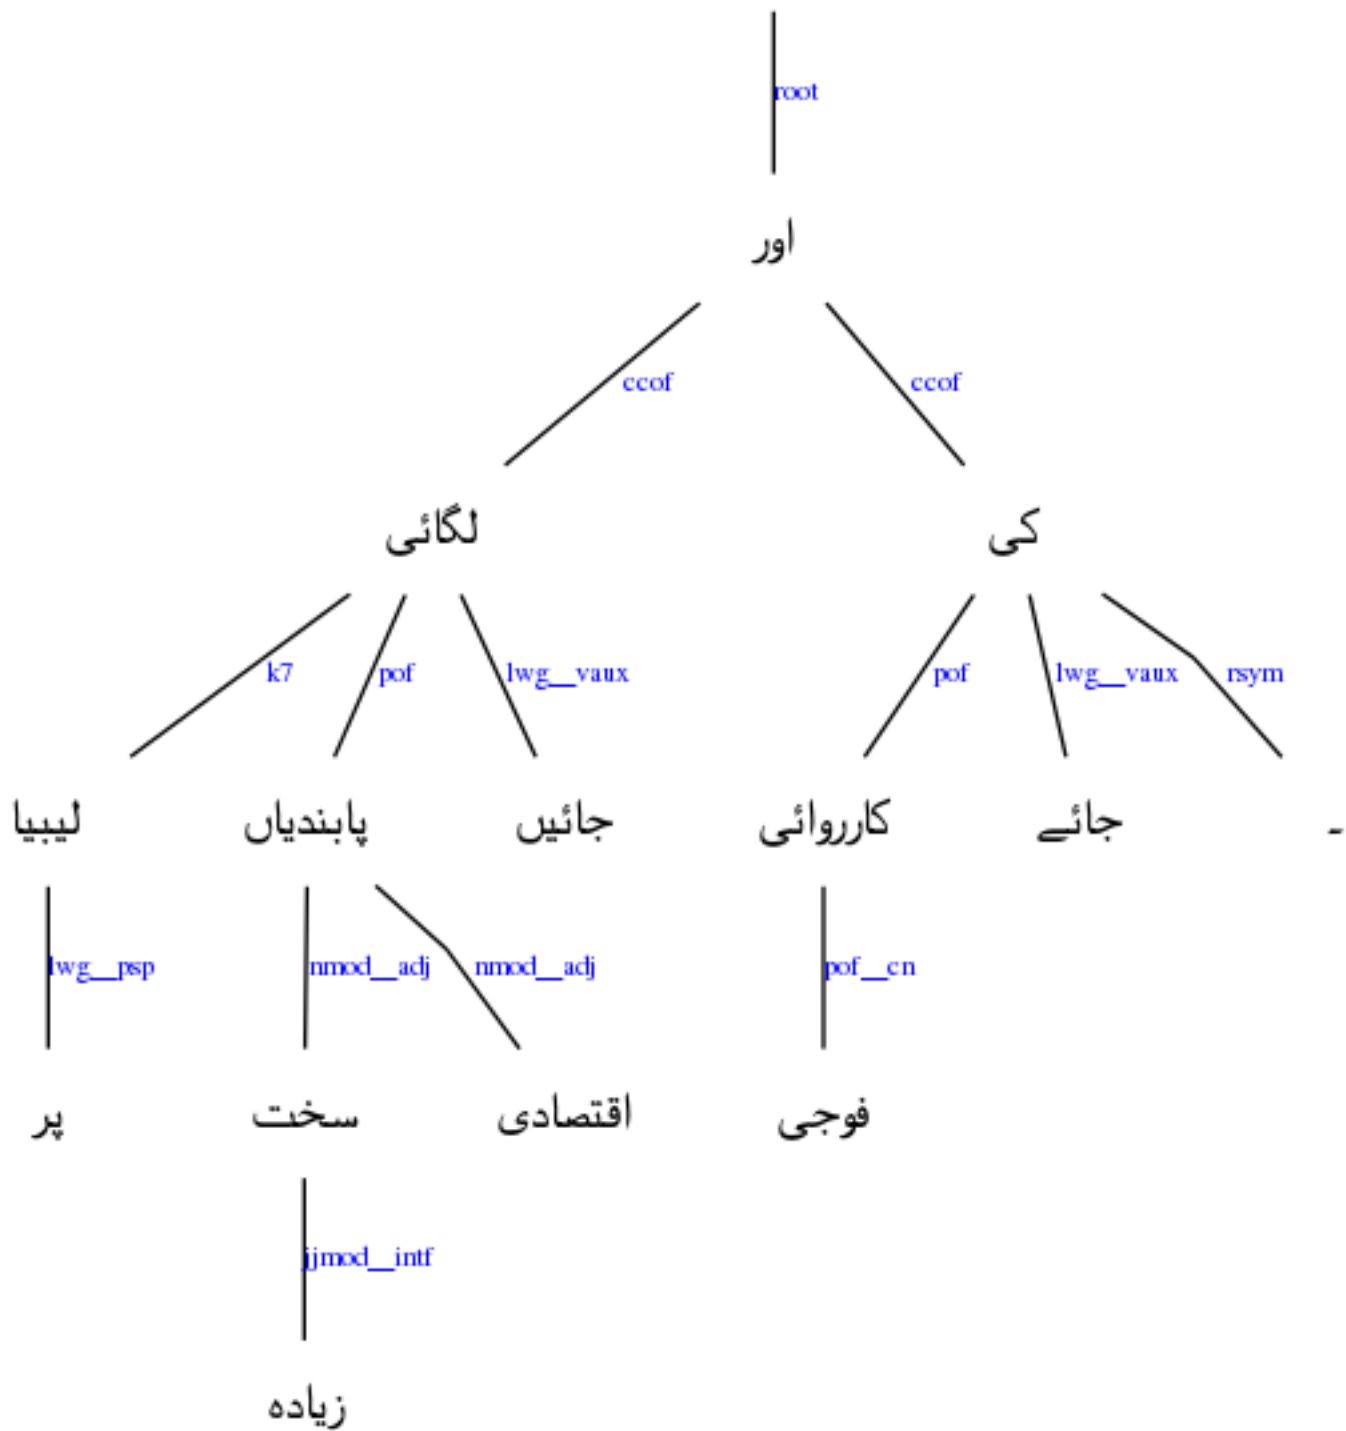 root
اور
ccof ccof
لگائی کی
k7 pof lwg__vaux pof lwg__vaux rsym
لیبیا پابندیاں جائیں کارروائی جائے ۔
lwg__psp nmod__adj nmod__adj pof__cn
پر سخت اقتصادی فوجی
jjmod__intf
زیادہ